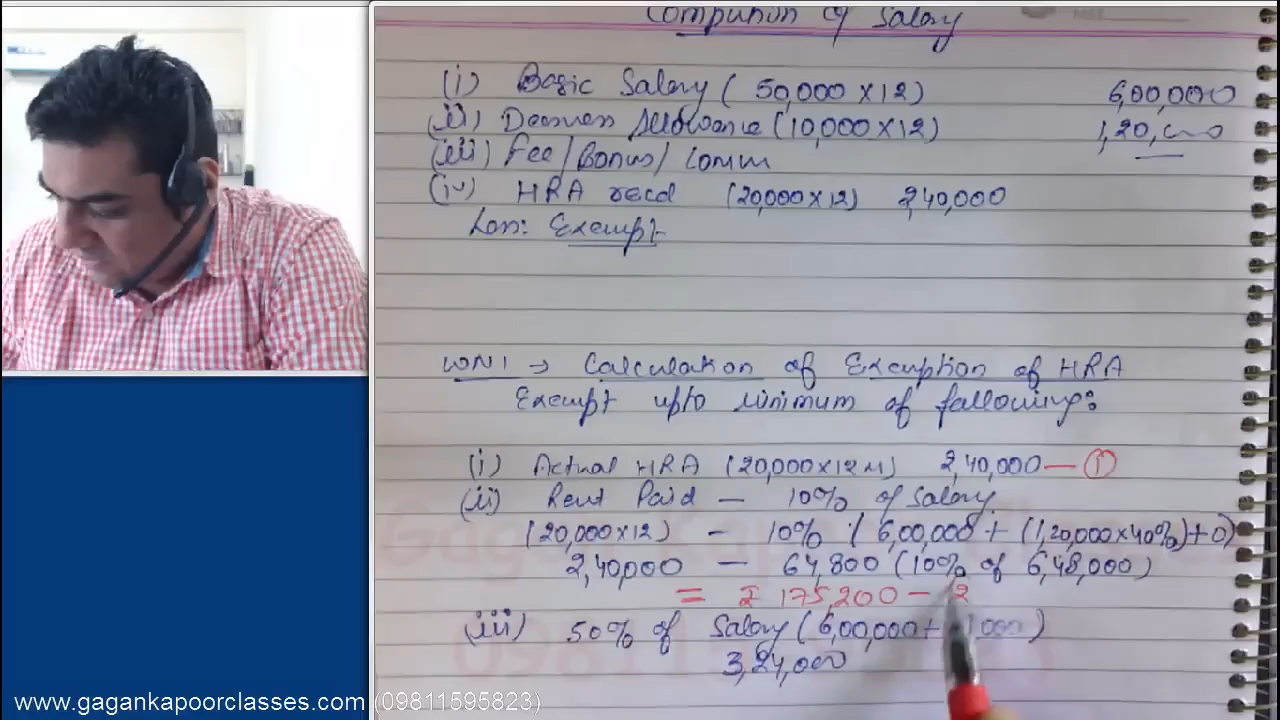 Compution of Salary
(i) Basic Salary ( 50,000 x 12 ) 6,00,000
(ii) Dearness Allowance (10,000 x 12) 1,20,000
(iii) Fee/Bonus/Comm
(iv) HRA recd (20,000 x 12) 2,40,000
Less: Exempt
WN1 → Calculation of Exemption of HRA
Exempt upto minimum of following:
(i) Actual HRA (20,000 x 12 M) 2,40,000 — ①
(ii) Rent Paid — 10% of Salary
(20,000 x 12) — 10% ( 6,00,000 + (1,20,000 x 40%) + 0)
2,40,000 — 64,800 (10% of 6,48,000)
= ₹ 175,200 — 2
(iii) 50% of Salary ( 6,00,000 + 000 )
3,24,000
www.gagankapoorclasses.com (09811595823)